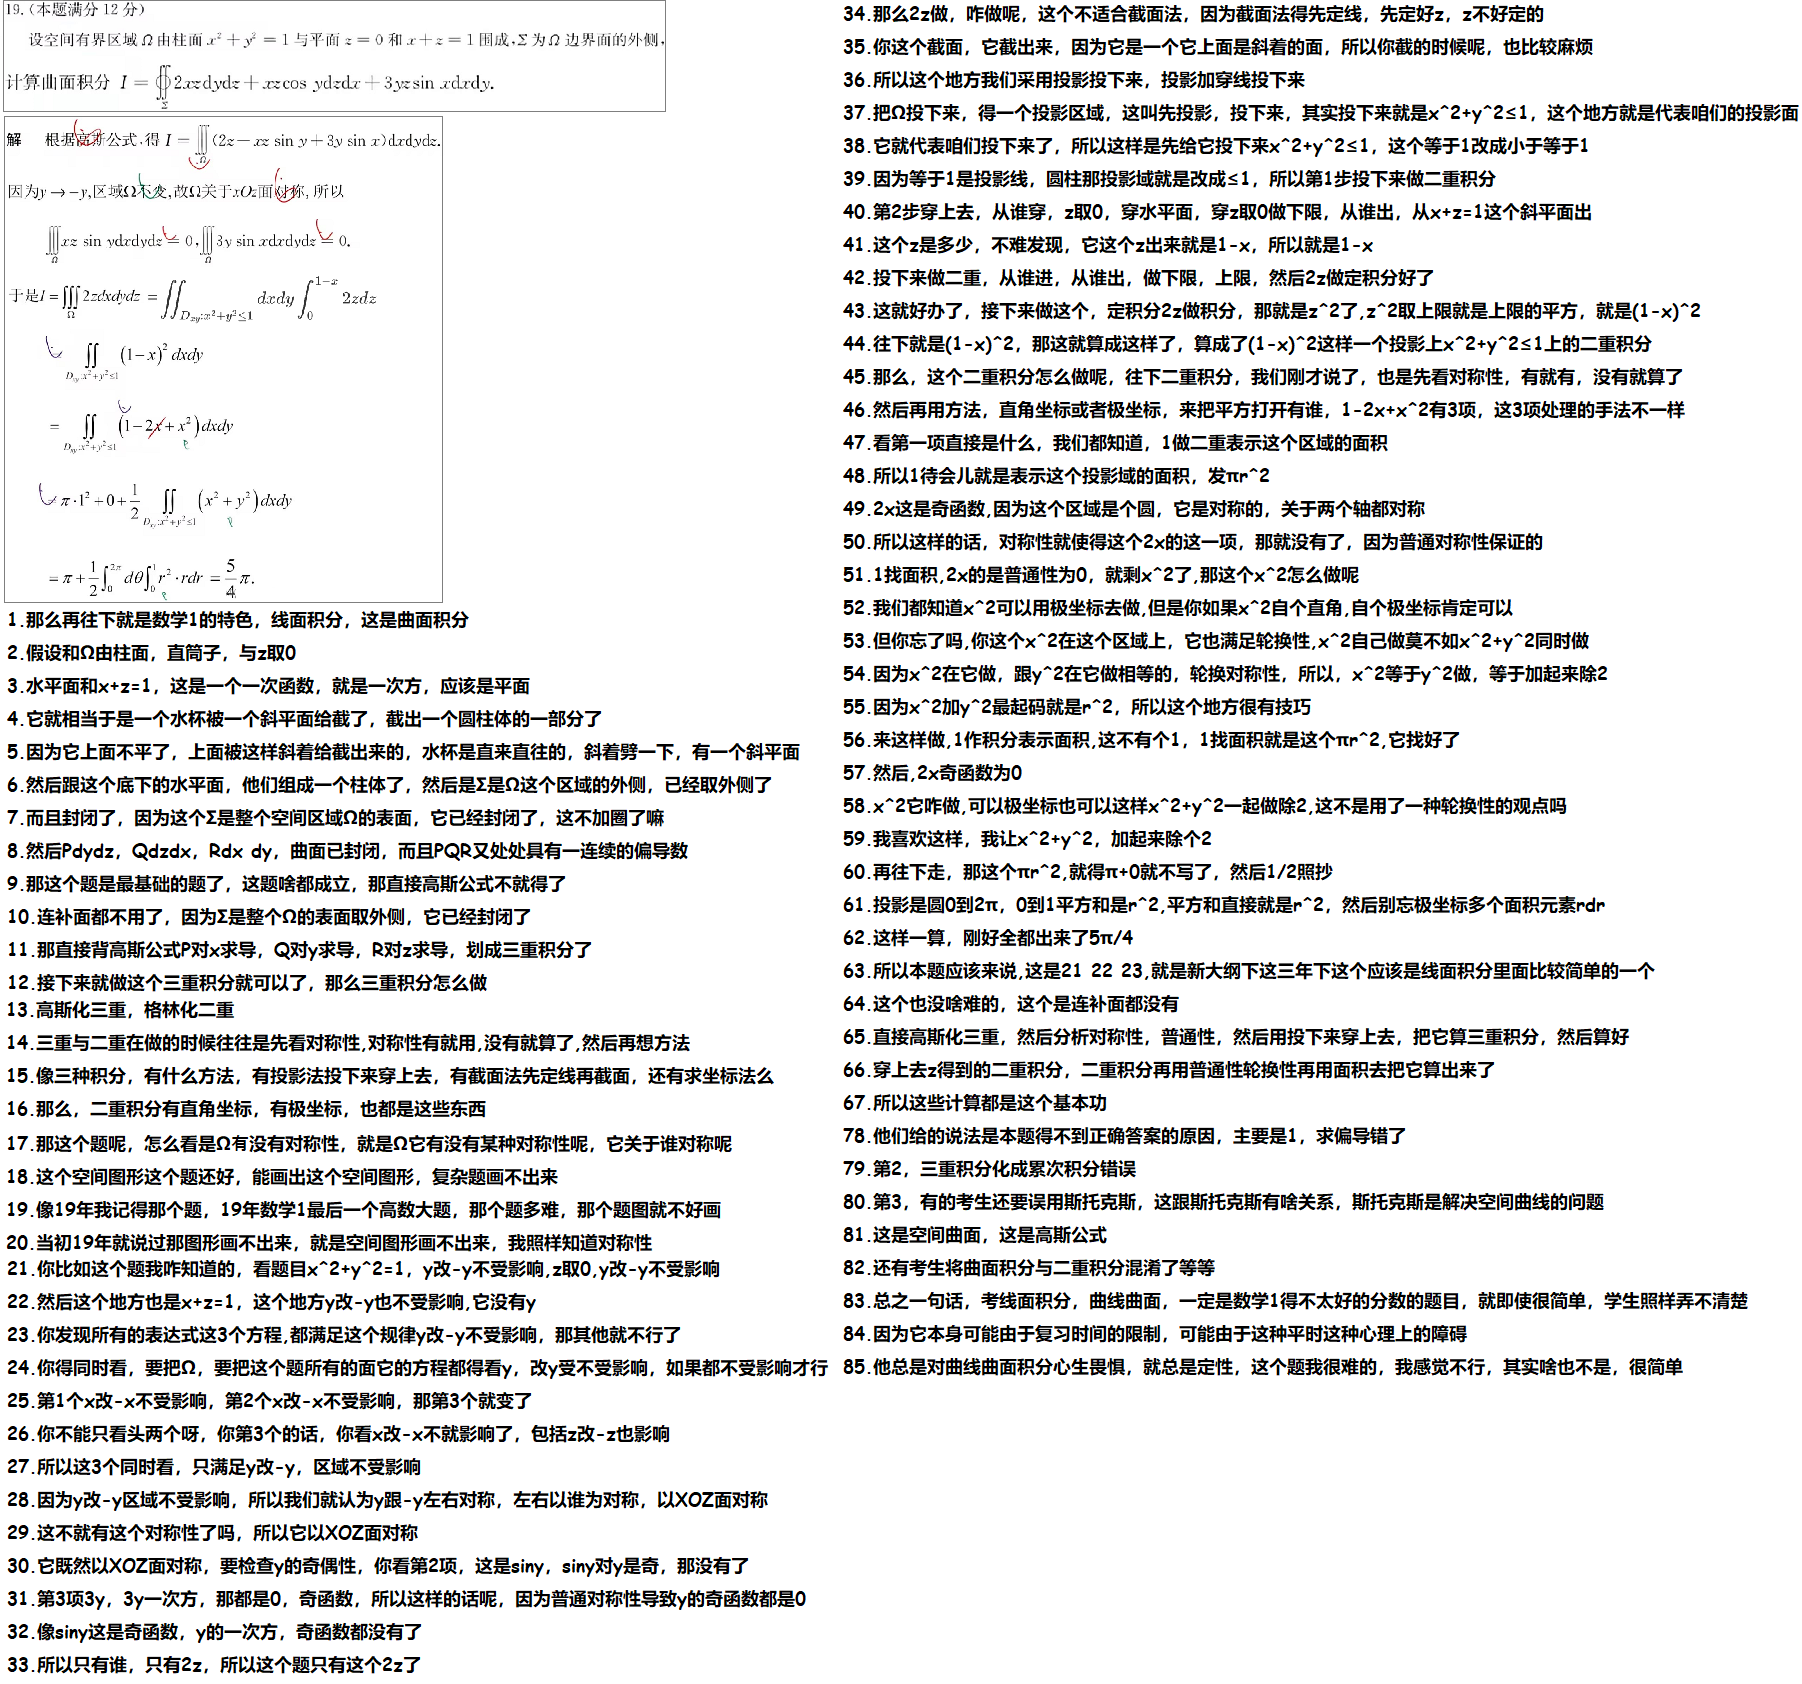 19.(本题满分 12 分)
设空间有界区域 Ω 由柱面 x² + y² = 1 与平面 z = 0 和 x + z = 1 围成,Σ 为 Ω 边界面的外侧,
计算曲面积分 I = ∯_Σ 2xzdydz + xzcos ydzdx + 3yzsin xdxdy.
解 根据高斯公式,得 I = ∭_Ω (2z − xz sin y + 3y sin x)dxdydz.
因为y → −y,区域Ω不变,故Ω关于xOz面对称, 所以
∭_Ω xz sin ydxdydz = 0 , ∭_Ω 3y sin xdxdydz = 0.
于是I = ∭_Ω 2zdxdydz = ∬_{D_xy:x²+y²≤1} dxdy ∫_0^{1−x} 2zdz
∬_{D_xy:x²+y²≤1} (1−x)² dxdy
= ∬_{D_xy:x²+y²≤1} (1−2x+x²)dxdy
= π·1² + 0 + 1/2 ∬_{D_xy:x²+y²≤1} (x² + y²)dxdy
= π + 1/2 ∫_0^{2π} dθ ∫_0^1 r²·rdr = 5/4 π.
1.那么再往下就是数学1的特色，线面积分，这是曲面积分
2.假设和Ω由柱面，直筒子，与z取0
3.水平面和x+z=1，这是一个一次函数，就是一次方，应该是平面
4.它就相当于是一个水杯被一个斜平面给截了，截出一个圆柱体的一部分了
5.因为它上面不平了，上面被这样斜着给截出来的，水杯是直来直往的，斜着劈一下，有一个斜平面
6.然后跟这个底下的水平面，他们组成一个柱体了，然后是Σ是Ω这个区域的外侧，已经取外侧了
7.而且封闭了，因为这个Σ是整个空间区域Ω的表面，它已经封闭了，这不加圈了嘛
8.然后Pdydz，Qdzdx，Rdx dy，曲面已封闭，而且PQR又处处具有一连续的偏导数
9.那这个题是最基础的题了，这题啥都成立，那直接高斯公式不就得了
10.连补面都不用了，因为Σ是整个Ω的表面取外侧，它已经封闭了
11.那直接背高斯公式P对x求导，Q对y求导，R对z求导，划成三重积分了
12.接下来就做这个三重积分就可以了，那么三重积分怎么做
13.高斯化三重，格林化二重
14.三重与二重在做的时候往往是先看对称性,对称性有就用,没有就算了,然后再想方法
15.像三种积分，有什么方法，有投影法投下来穿上去，有截面法先定线再截面，还有求坐标法么
16.那么，二重积分有直角坐标，有极坐标，也都是这些东西
17.那这个题呢，怎么看是Ω有没有对称性，就是Ω它有没有某种对称性呢，它关于谁对称呢
18.这个空间图形这个题还好，能画出这个空间图形，复杂题画不出来
19.像19年我记得那个题，19年数学1最后一个高数大题，那个题多难，那个题图就不好画
20.当初19年就说过那图形画不出来，就是空间图形画不出来，我照样知道对称性
21.你比如这个题我咋知道的，看题目x^2+y^2=1，y改-y不受影响,z取0,y改-y不受影响
22.然后这个地方也是x+z=1，这个地方y改-y也不受影响,它没有y
23.你发现所有的表达式这3个方程,都满足这个规律y改-y不受影响，那其他就不行了
24.你得同时看，要把Ω，要把这个题所有的面它的方程都得看y，改y受不受影响，如果都不受影响才行
25.第1个x改-x不受影响，第2个x改-x不受影响，那第3个就变了
26.你不能只看头两个呀，你第3个的话，你看x改-x不就影响了，包括z改-z也影响
27.所以这3个同时看，只满足y改-y，区域不受影响
28.因为y改-y区域不受影响，所以我们就认为y跟-y左右对称，左右以谁为对称，以XOZ面对称
29.这不就有这个对称性了吗，所以它以XOZ面对称
30.它既然以XOZ面对称，要检查y的奇偶性，你看第2项，这是siny，siny对y是奇，那没有了
31.第3项3y，3y一次方，那都是0，奇函数，所以这样的话呢，因为普通对称性导致y的奇函数都是0
32.像siny这是奇函数，y的一次方，奇函数都没有了
33.所以只有谁，只有2z，所以这个题只有这个2z了
34.那么2z做，咋做呢，这个不适合截面法，因为截面法得先定线，先定好z，z不好定的
35.你这个截面，它截出来，因为它是一个它上面是斜着的面，所以你截的时候呢，也比较麻烦
36.所以这个地方我们采用投影投下来，投影加穿线投下来
37.把Ω投下来，得一个投影区域，这叫先投影，投下来，其实投下来就是x^2+y^2≤1，这个地方就是代表咱们的投影面
38.它就代表咱们投下来了，所以这样是先给它投下来x^2+y^2≤1，这个等于1改成小于等于1
39.因为等于1是投影线，圆柱那投影域就是改成≤1，所以第1步投下来做二重积分
40.第2步穿上去，从谁穿，z取0，穿水平面，穿z取0做下限，从谁出，从x+z=1这个斜平面出
41.这个z是多少，不难发现，它这个z出来就是1-x，所以就是1-x
42.投下来做二重，从谁进，从谁出，做下限，上限，然后2z做定积分好了
43.这就好办了，接下来做这个，定积分2z做积分，那就是z^2了,z^2取上限就是上限的平方，就是(1-x)^2
44.往下就是(1-x)^2，那这就算成这样了，算成了(1-x)^2这样一个投影上x^2+y^2≤1上的二重积分
45.那么，这个二重积分怎么做呢，往下二重积分，我们刚才说了，也是先看对称性，有就有，没有就算了
46.然后再用方法，直角坐标或者极坐标，来把平方打开有谁，1-2x+x^2有3项，这3项处理的手法不一样
47.看第一项直接是什么，我们都知道，1做二重表示这个区域的面积
48.所以1待会儿就是表示这个投影域的面积，发πr^2
49.2x这是奇函数,因为这个区域是个圆，它是对称的，关于两个轴都对称
50.所以这样的话，对称性就使得这个2x的这一项，那就没有了，因为普通对称性保证的
51.1找面积,2x的是普通性为0，就剩x^2了,那这个x^2怎么做呢
52.我们都知道x^2可以用极坐标去做,但是你如果x^2自个直角,自个极坐标肯定可以
53.但你忘了吗,你这个x^2在这个区域上，它也满足轮换性,x^2自己做莫不如x^2+y^2同时做
54.因为x^2在它做，跟y^2在它做相等的，轮换对称性，所以，x^2等于y^2做，等于加起来除2
55.因为x^2加y^2最起码就是r^2，所以这个地方很有技巧
56.来这样做,1作积分表示面积,这不有个1，1找面积就是这个πr^2,它找好了
57.然后,2x奇函数为0
58.x^2它咋做,可以极坐标也可以这样x^2+y^2一起做除2,这不是用了一种轮换性的观点吗
59.我喜欢这样，我让x^2+y^2，加起来除个2
60.再往下走，那这个πr^2,就得π+0就不写了，然后1/2照抄
61.投影是圆0到2π，0到1平方和是r^2,平方和直接就是r^2，然后别忘极坐标多个面积元素rdr
62.这样一算，刚好全都出来了5π/4
63.所以本题应该来说,这是21 22 23,就是新大纲下这三年下这个应该是线面积分里面比较简单的一个
64.这个也没啥难的，这个是连补面都没有
65.直接高斯化三重，然后分析对称性，普通性，然后用投下来穿上去，把它算三重积分，然后算好
66.穿上去z得到的二重积分，二重积分再用普通性轮换性再用面积去把它算出来了
67.所以这些计算都是这个基本功
78.他们给的说法是本题得不到正确答案的原因，主要是1，求偏导错了
79.第2，三重积分化成累次积分错误
80.第3，有的考生还要误用斯托克斯，这跟斯托克斯有啥关系，斯托克斯是解决空间曲线的问题
81.这是空间曲面，这是高斯公式
82.还有考生将曲面积分与二重积分混淆了等等
83.总之一句话，考线面积分，曲线曲面，一定是数学1得不太好的分数的题目，就即使很简单，学生照样弄不清楚
84.因为它本身可能由于复习时间的限制，可能由于这种平时这种心理上的障碍
85.他总是对曲线曲面积分心生畏惧，就总是定性，这个题我很难的，我感觉不行，其实啥也不是，很简单